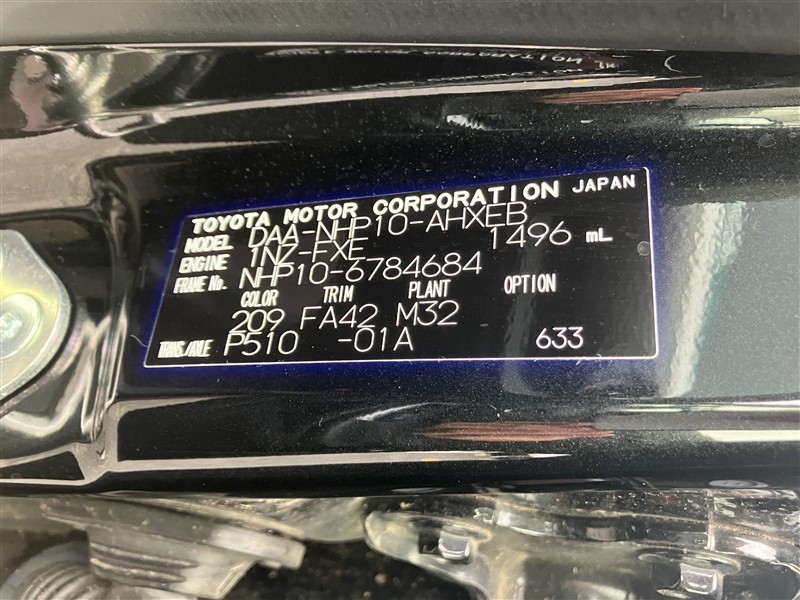 TOYOTA MOTOR CORPORATION JAPAN
MODEL DAA-NHP10-AHXEB
ENGINE 1NZ-FXE 1496 mL
FRAME No. NHP10-6784684
COLOR TRIM PLANT OPTION
209 FA42 M32
TRANS./AXLE P510 -01A 633